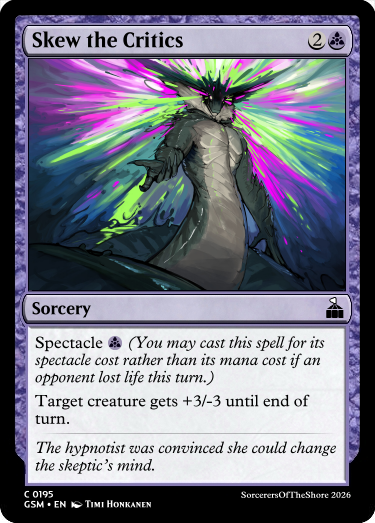 Skew the Critics 2
Sorcery
Spectacle (You may cast this spell for its
spectacle cost rather than its mana cost if an
opponent lost life this turn.)
Target creature gets +3/-3 until end of
turn.
The hypnotist was convinced she could change
the skeptic's mind.
C 0195
GSM • EN Timi Honkanen SorcerersOfTheShore 2026